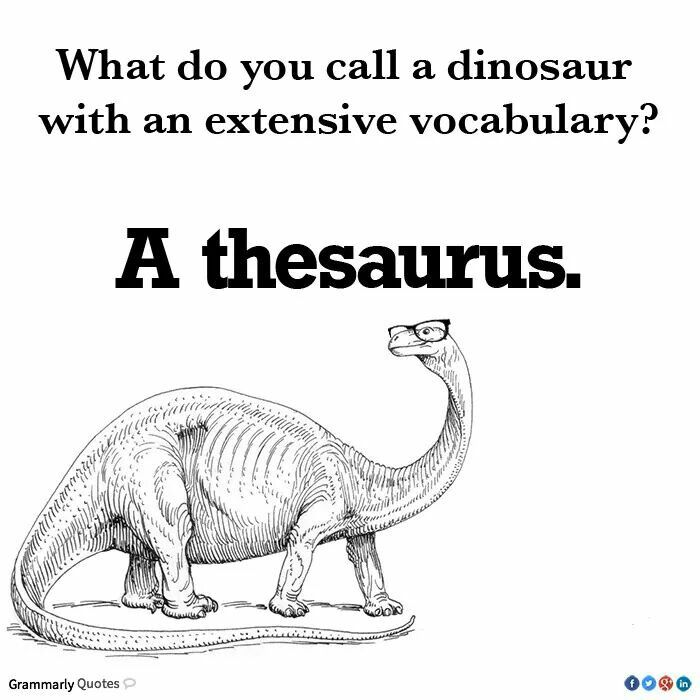 What do you call a dinosaur
with an extensive vocabulary?
A thesaurus.
Grammarly Quotes